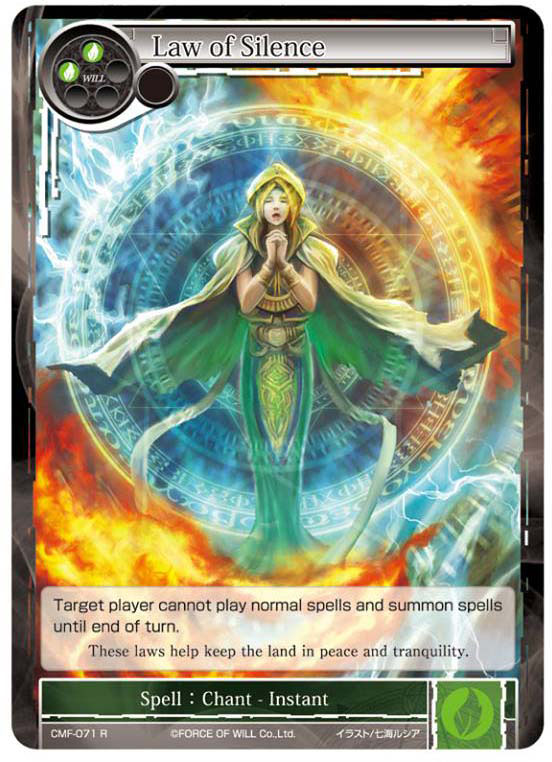 Law of Silence
WILL
Target player cannot play normal spells and summon spells
until end of turn.
These laws help keep the land in peace and tranquility.
Spell : Chant - Instant
CMF-071 R ©FORCE OF WILL Co.,Ltd. イラスト/七海ルシア